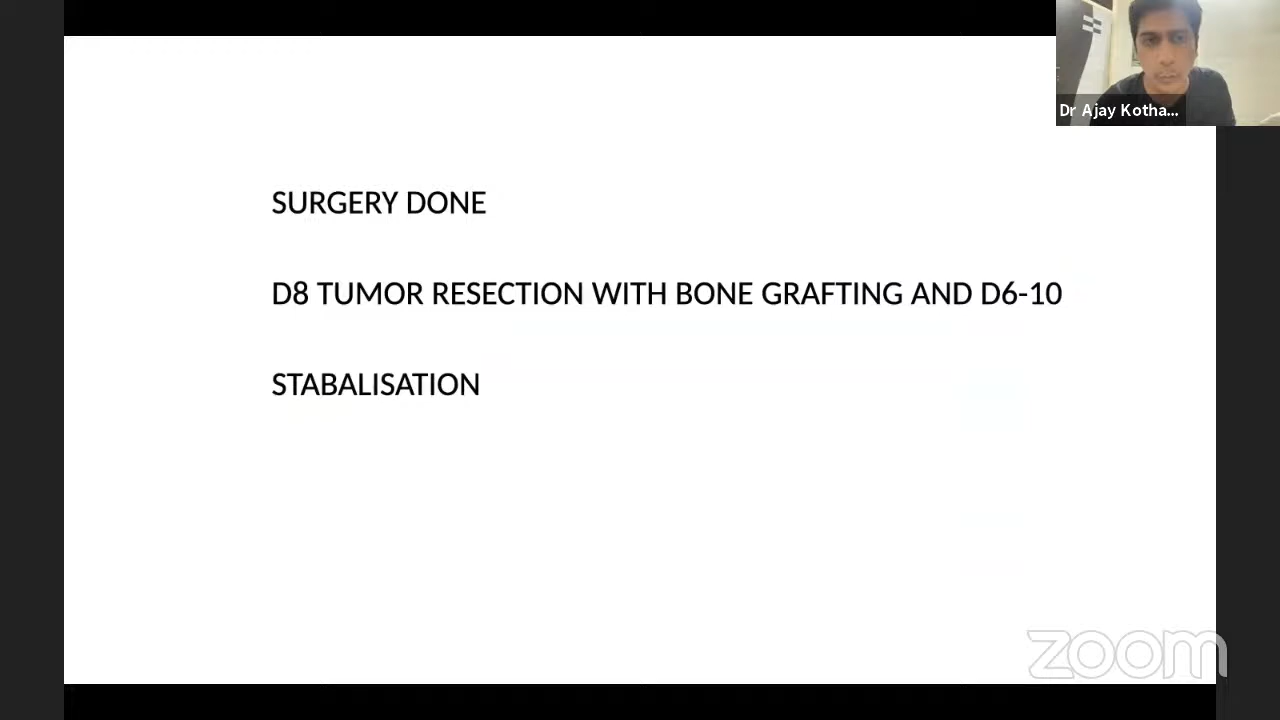 Dr Ajay Kotha...
SURGERY DONE
D8 TUMOR RESECTION WITH BONE GRAFTING AND D6-10
STABALISATION
zoom